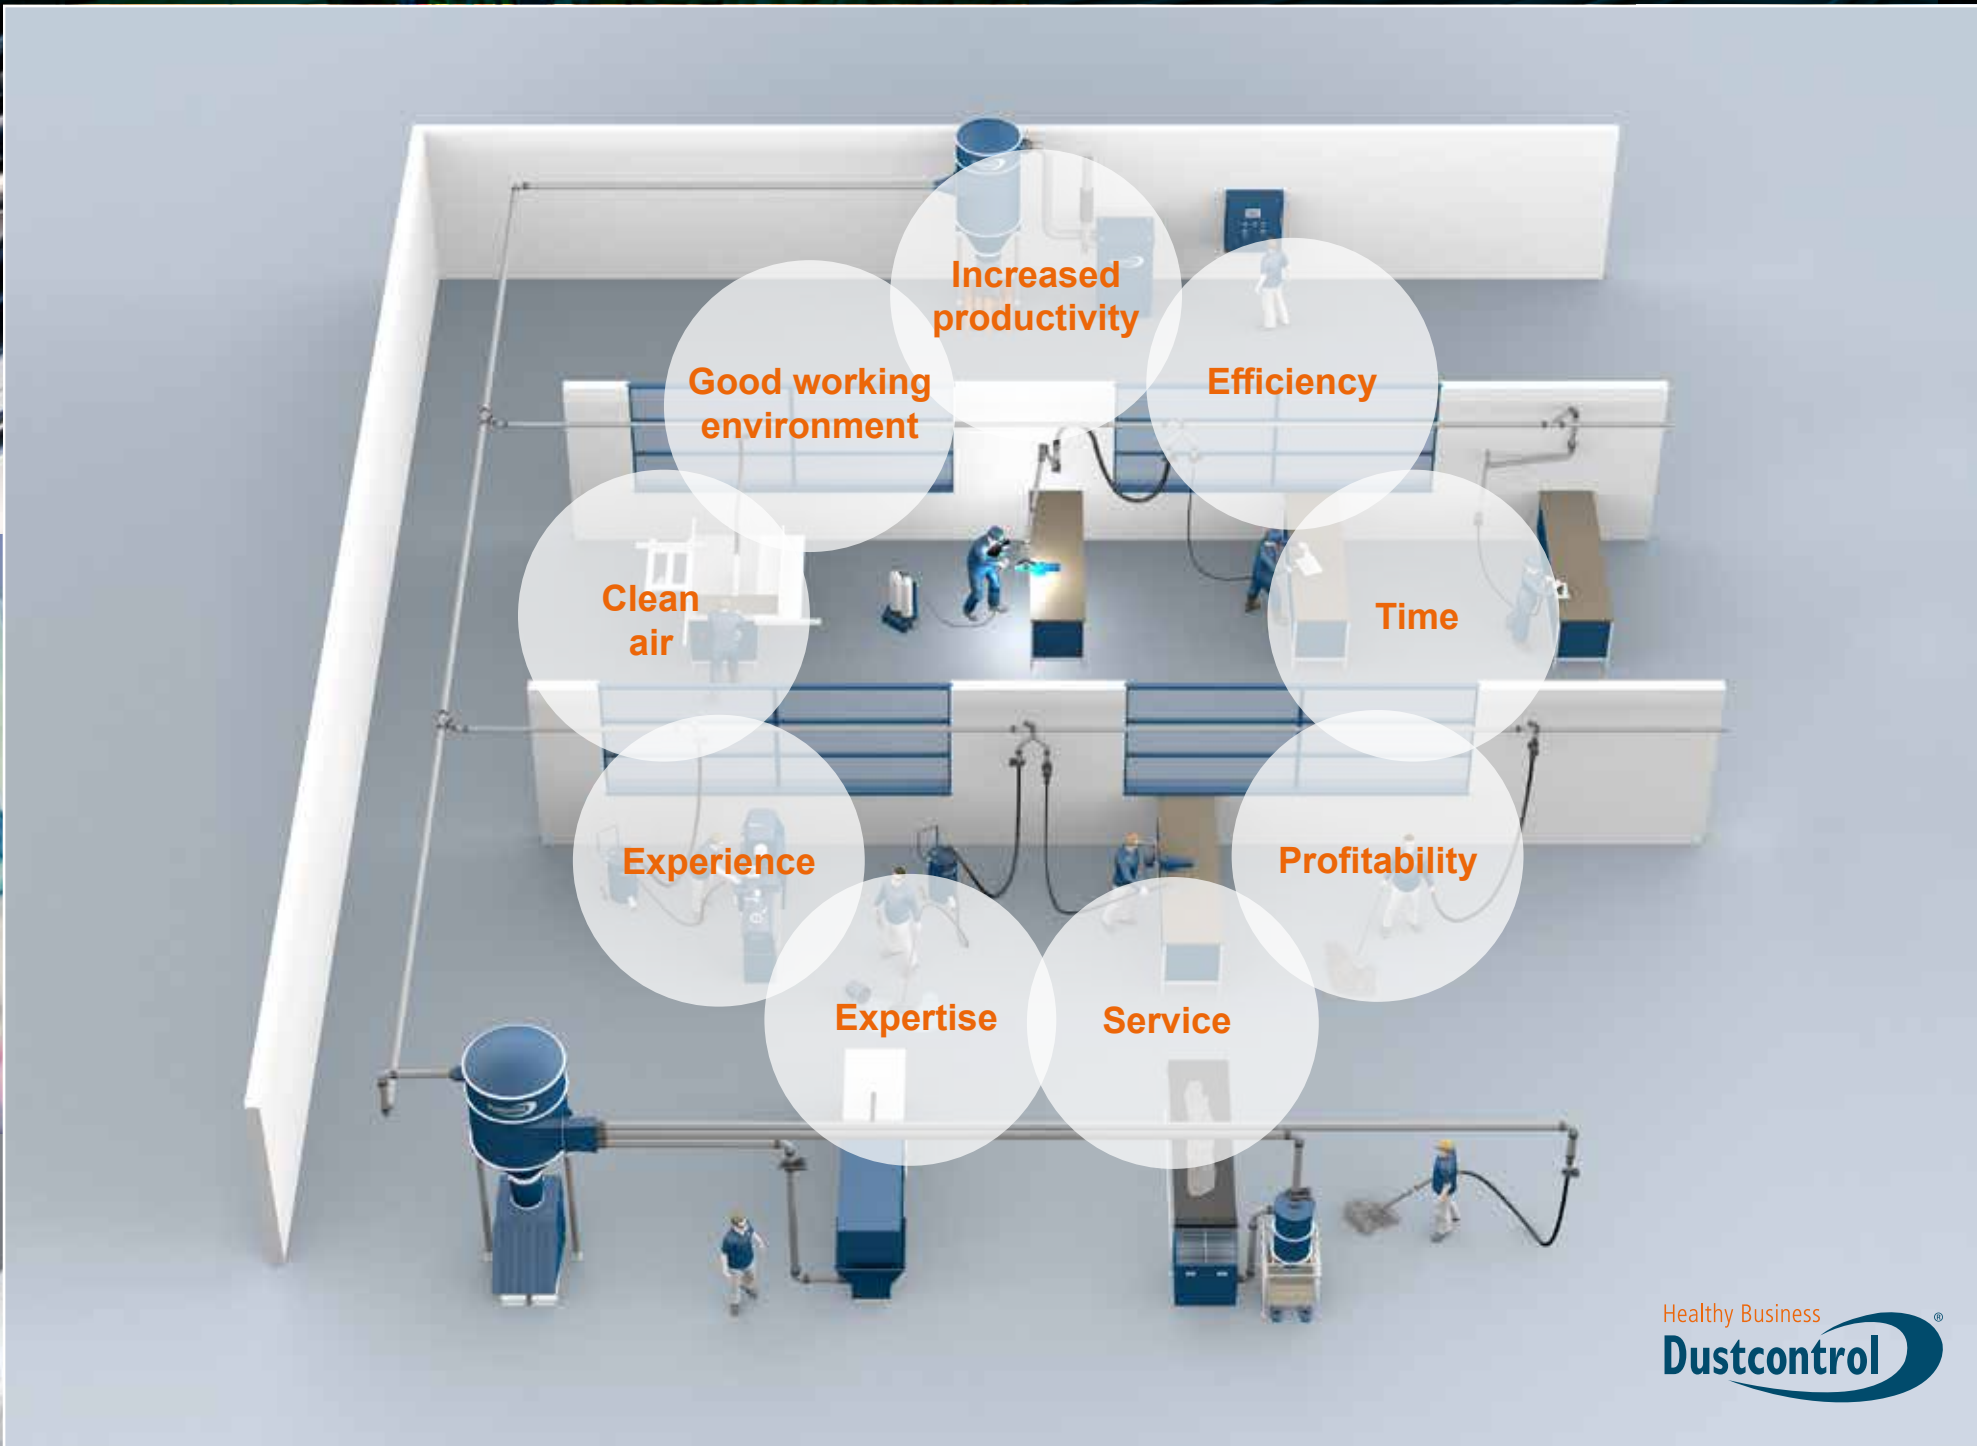 Increased
productivity
Good working
environment
Efficiency
Clean
air
Time
Experience
Profitability
Expertise
Service
Healthy Business
Dustcontrol
®